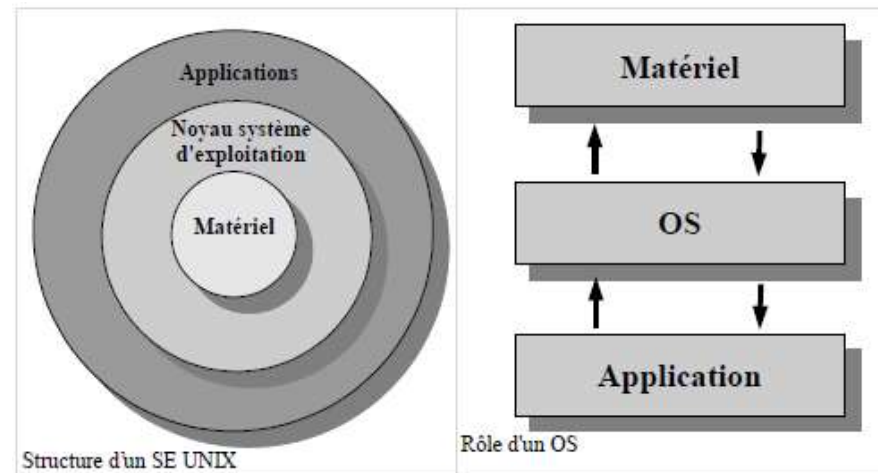 Applications
Noyau système
d'exploitation
Matériel
Structure d'un SE UNIX
Matériel
OS
Application
Rôle d'un OS